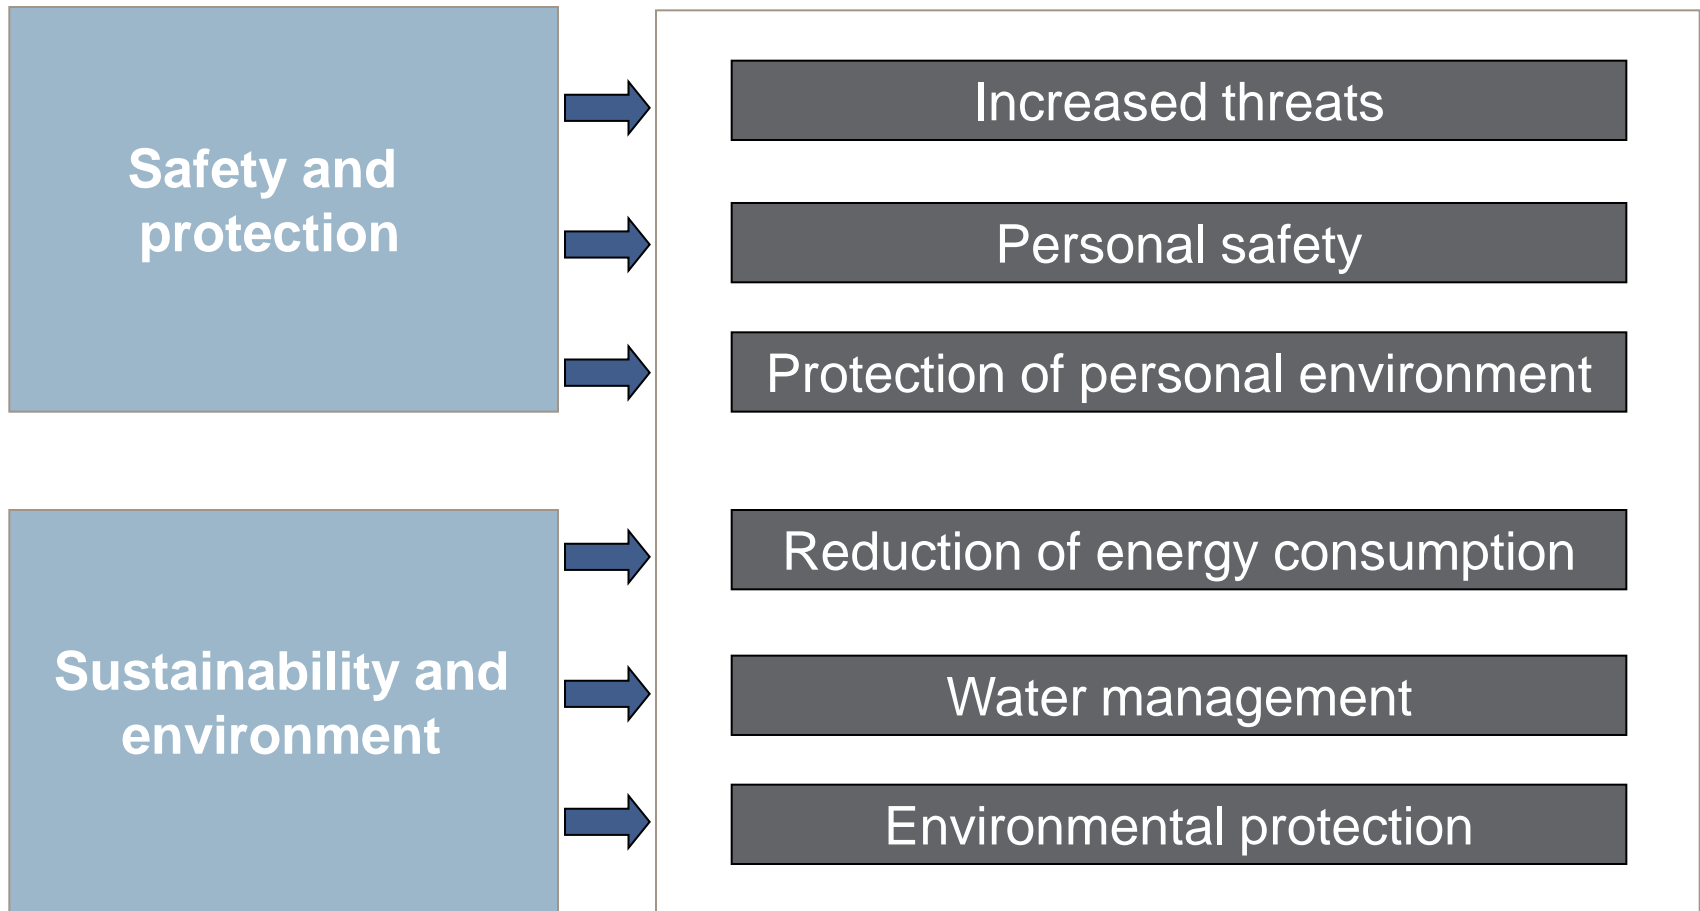 Safety and
protection
Increased threats
Personal safety
Protection of personal environment
Sustainability and
environment
Reduction of energy consumption
Water management
Environmental protection